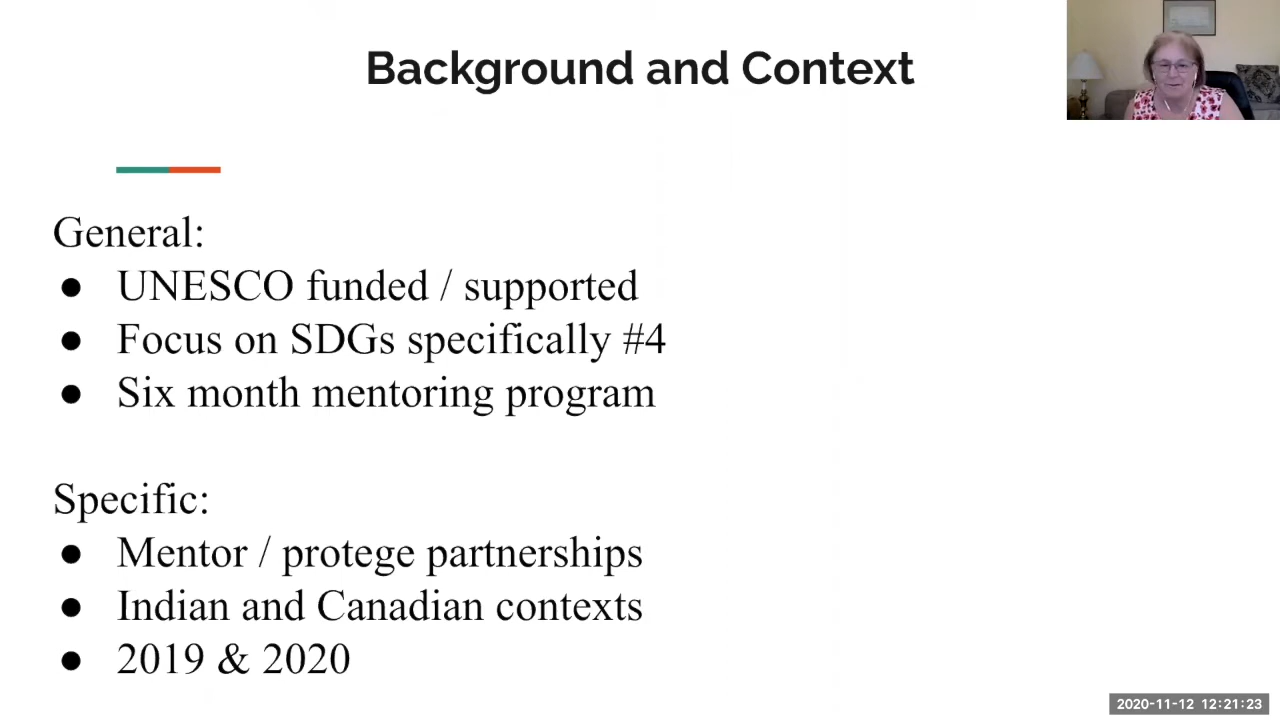 Background and Context
General:
● UNESCO funded / supported
● Focus on SDGs specifically #4
● Six month mentoring program
Specific:
● Mentor / protege partnerships
● Indian and Canadian contexts
● 2019 & 2020
2020-11-12 12:21:23